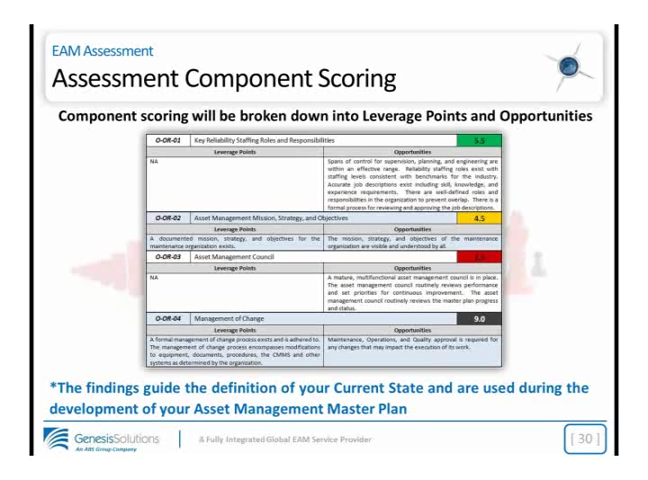 EAM Assessment
Assessment Component Scoring
Component scoring will be broken down into Leverage Points and Opportunities
O-OR-01 Key Reliability Staffing Roles and Responsibilities 5.5
Leverage Points Opportunities
NA
Spans of control for supervision, planning, and engineering are
within an effective range. Reliability staffing roles exist with
staffing levels consistent with benchmarks for the industry.
Accurate job descriptions exist including skill, knowledge, and
experience requirements. There are well-defined roles and
responsibilities in the organization to prevent overlap. There is a
formal process for reviewing and approving the job descriptions.
O-OR-02 Asset Management Mission, Strategy, and Objectives 4.5
Leverage Points Opportunities
A documented mission, strategy, and objectives for the
maintenance organization exists.
The mission, strategy, and objectives of the maintenance
organization are visible and understood by all.
O-OR-03 Asset Management Council
Leverage Points Opportunities
NA
A mature, multifunctional asset management council is in place.
The asset management council routinely reviews performance
and set priorities for continuous improvement. The asset
management council routinely reviews the master plan progress
and status.
O-OR-04 Management of Change 9.0
Leverage Points Opportunities
A formal management of change process exists and is adhered to.
The management of change process encompasses modifications
to equipment, documents, procedures, the CMMS and other
systems as determined by the organization.
Maintenance, Operations, and Quality approval is required for
any changes that may impact the execution of its work.
*The findings guide the definition of your Current State and are used during the
development of your Asset Management Master Plan
GenesisSolutions
An ABS Group Company
A Fully Integrated Global EAM Service Provider
[ 30 ]